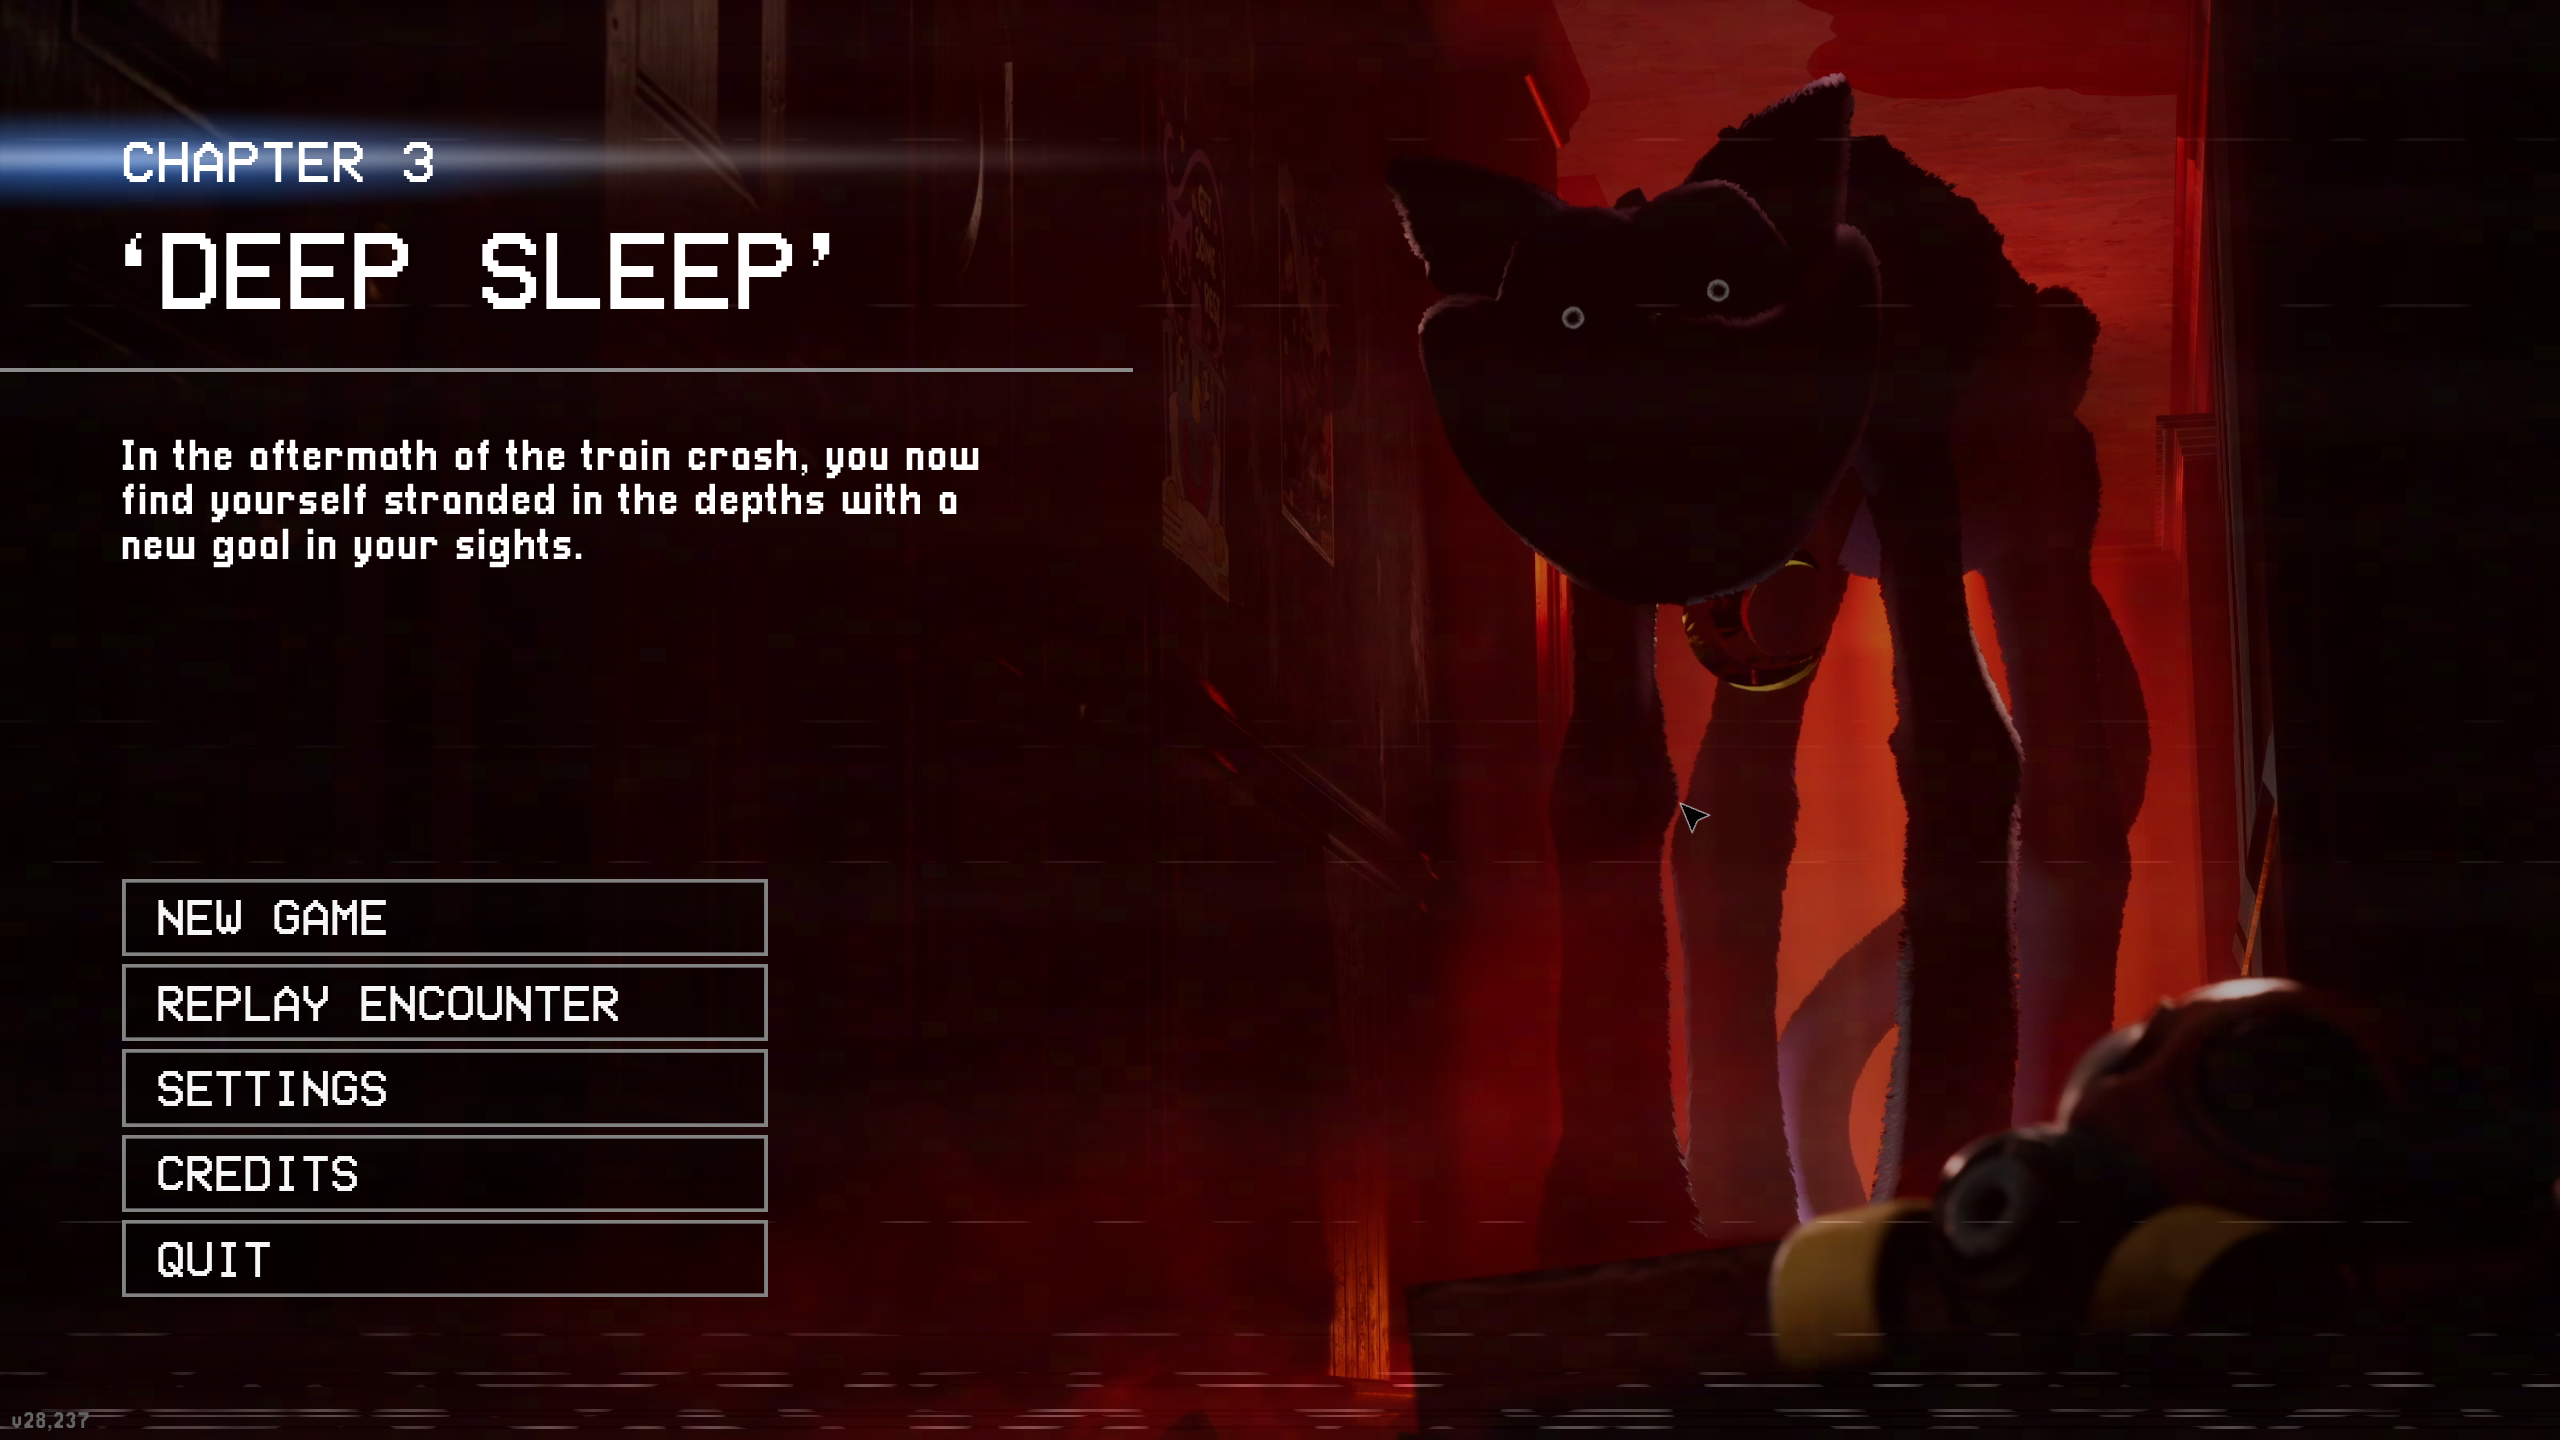 CHAPTER 3
‘DEEP SLEEP’
In the aftermath of the train crash, you now
find yourself stranded in the depths with a
new goal in your sights.
NEW GAME
REPLAY ENCOUNTER
SETTINGS
CREDITS
QUIT
v28,237